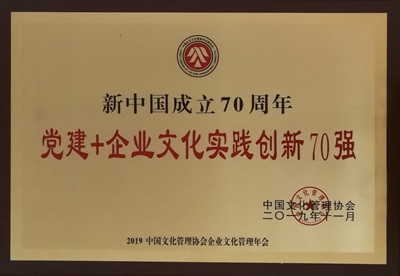 新中国成立70周年
党建+企业文化实践创新70强
中国文化管理协会
二〇一九年十一月
2019 中国文化管理协会企业文化管理年会